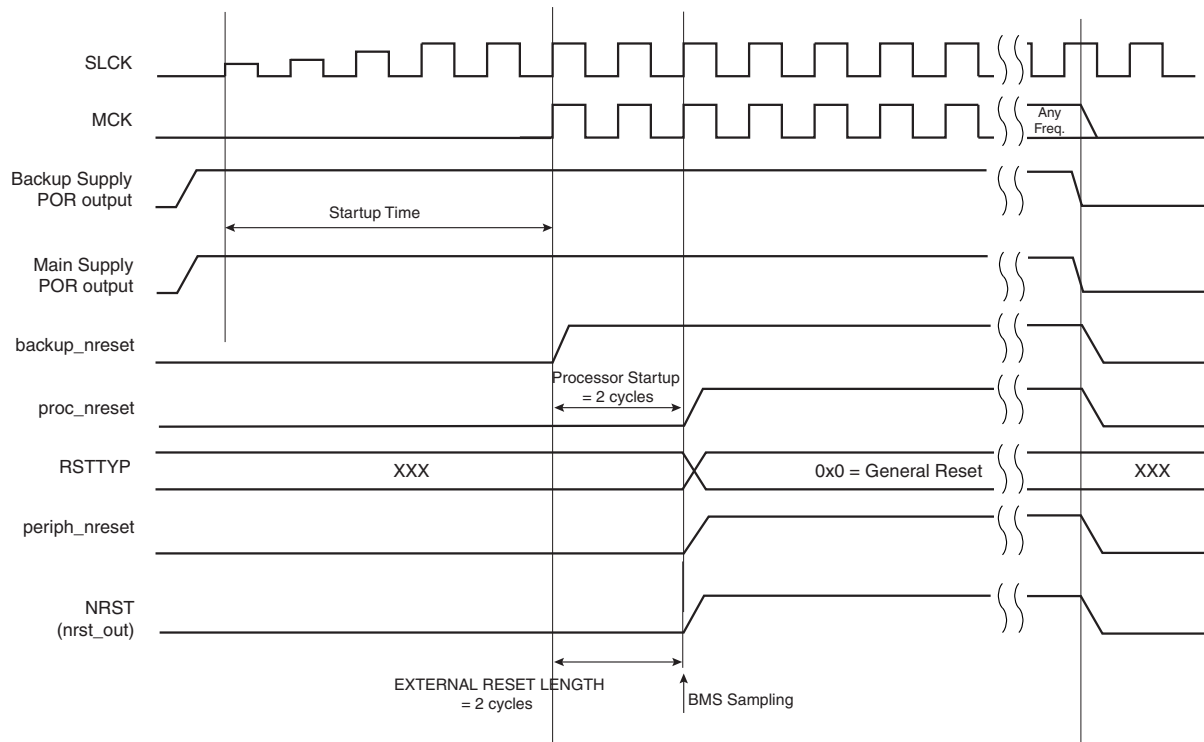 SLCK
MCK
Any
Freq.
Backup Supply
POR output
Startup Time
Main Supply
POR output
backup_nreset
Processor Startup
= 2 cycles
proc_nreset
RSTTYP
XXX
0x0 = General Reset
XXX
periph_nreset
NRST
(nrst_out)
EXTERNAL RESET LENGTH
= 2 cycles
BMS Sampling